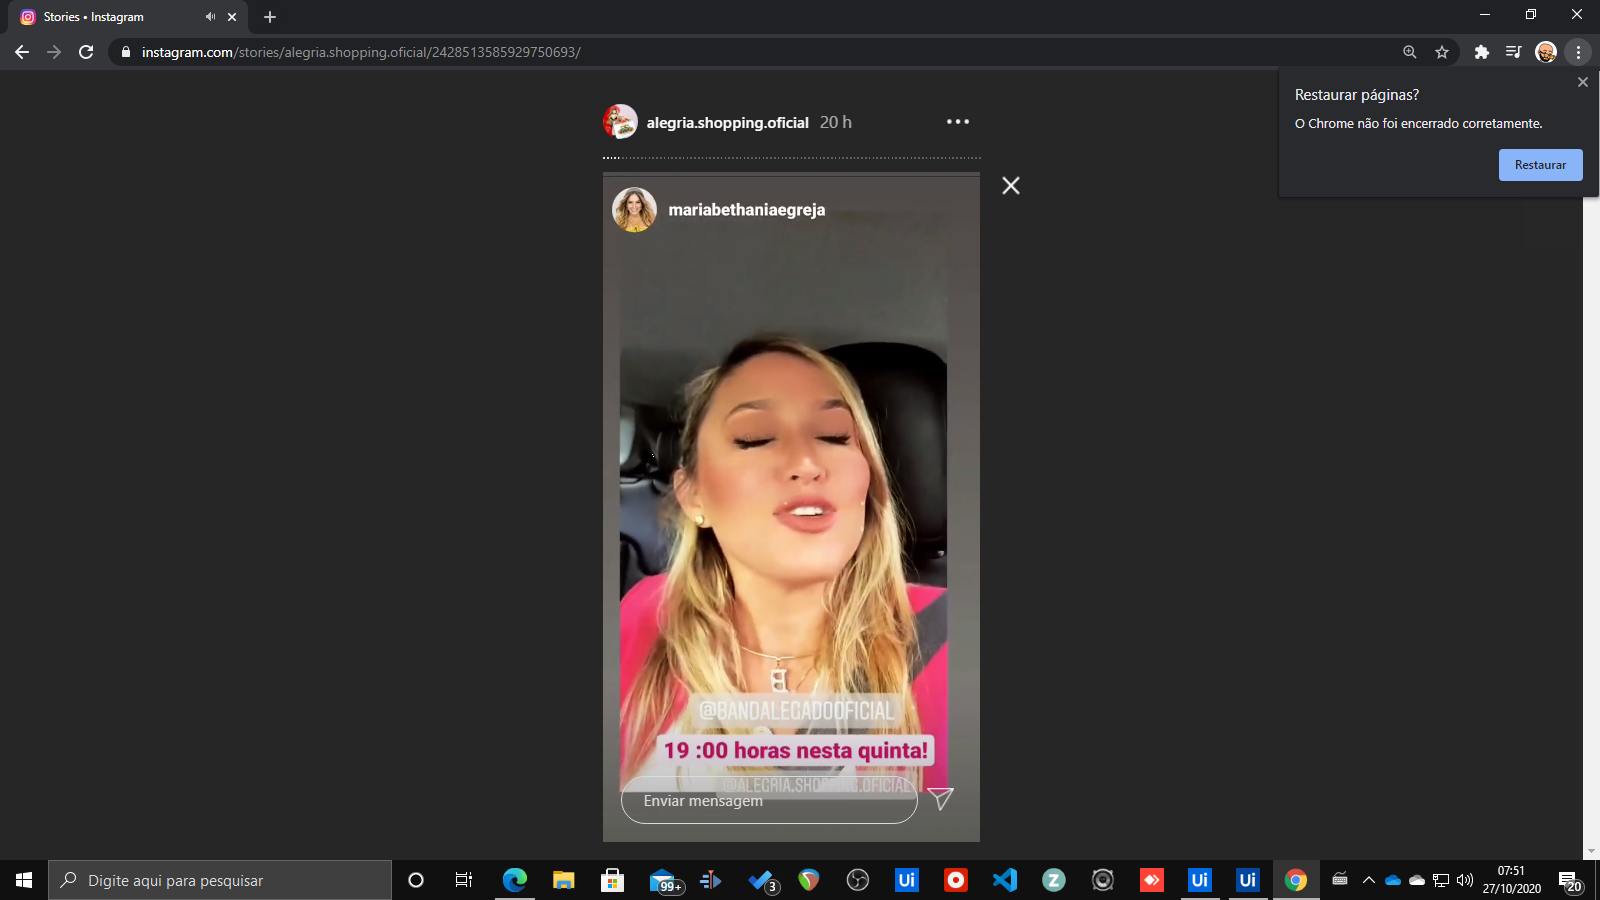 Stories • Instagram
instagram.com/stories/alegria.shopping.oficial/2428513585929750693/
Restaurar páginas?
O Chrome não foi encerrado corretamente.
Restaurar
alegria.shopping.oficial 20 h
mariabethaniaegreja
B
@BANDALEGADOOFICIAL
19 :00 horas nesta quinta!
@ALEGRIA.SHOPPING.OFICIAL
Enviar mensagem
Digite aqui para pesquisar
99+
3
Ui
Z
Ui
Ui
07:51
27/10/2020
20